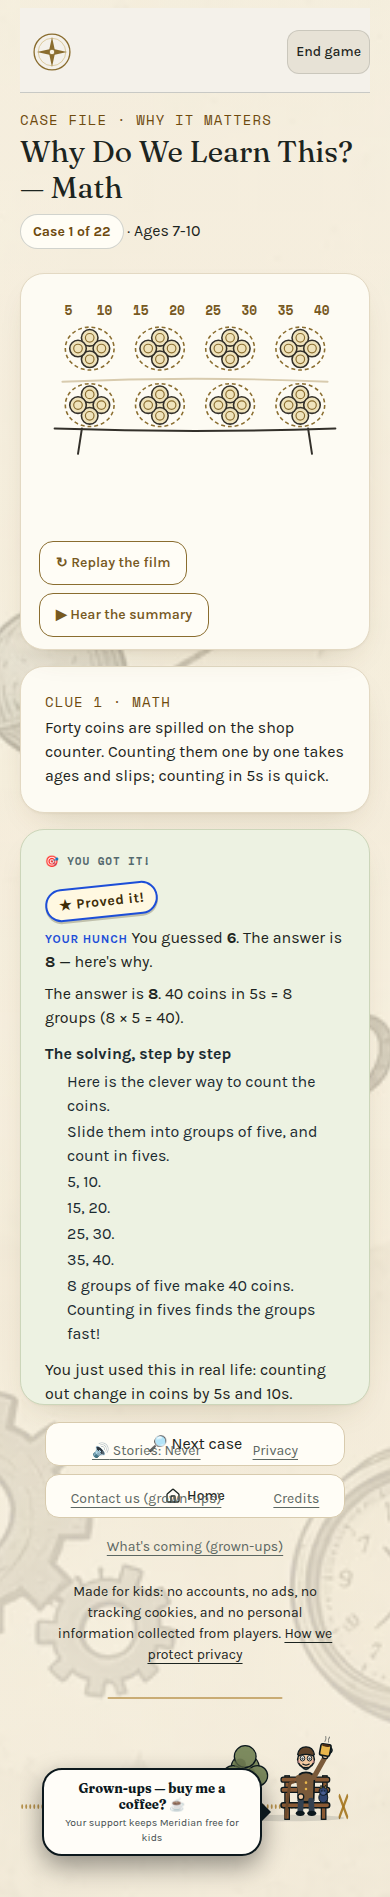 End game
CASE FILE · WHY IT MATTERS
Why Do We Learn This?
— Math
Case 1 of 22 · Ages 7-10
5 10 15 20 25 30 35 40
↻ Replay the film
▶ Hear the summary
CLUE 1 · MATH
Forty coins are spilled on the shop
counter. Counting them one by one takes
ages and slips; counting in 5s is quick.
🎯 YOU GOT IT!
★ Proved it!
YOUR HUNCH You guessed 6. The answer is
8 — here's why.
The answer is 8. 40 coins in 5s = 8
groups (8 × 5 = 40).
The solving, step by step
Here is the clever way to count the
coins.
Slide them into groups of five, and
count in fives.
5, 10.
15, 20.
25, 30.
35, 40.
8 groups of five make 40 coins.
Counting in fives finds the groups
fast!
You just used this in real life: counting
out change in coins by 5s and 10s.
🔎 Next case
🔊 Stories: Never Privacy
Home
Contact us (grown-ups) Credits
What's coming (grown-ups)
Made for kids: no accounts, no ads, no
tracking cookies, and no personal
information collected from players. How we
protect privacy
Grown-ups — buy me a
coffee? ☕
Your support keeps Meridian free for
kids